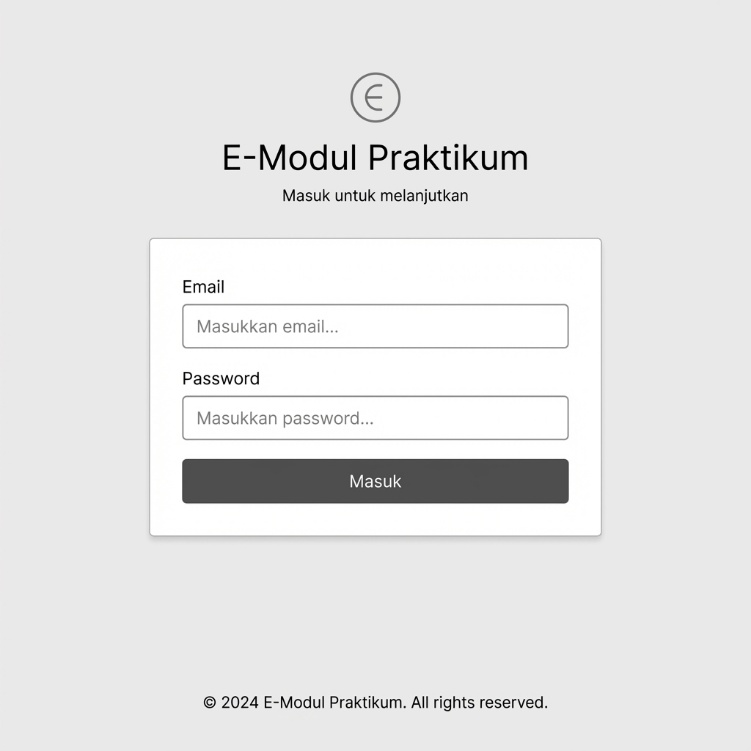 E-Modul Praktikum
Masuk untuk melanjutkan
Email
Masukkan email...
Password
Masukkan password...
Masuk
© 2024 E-Modul Praktikum. All rights reserved.